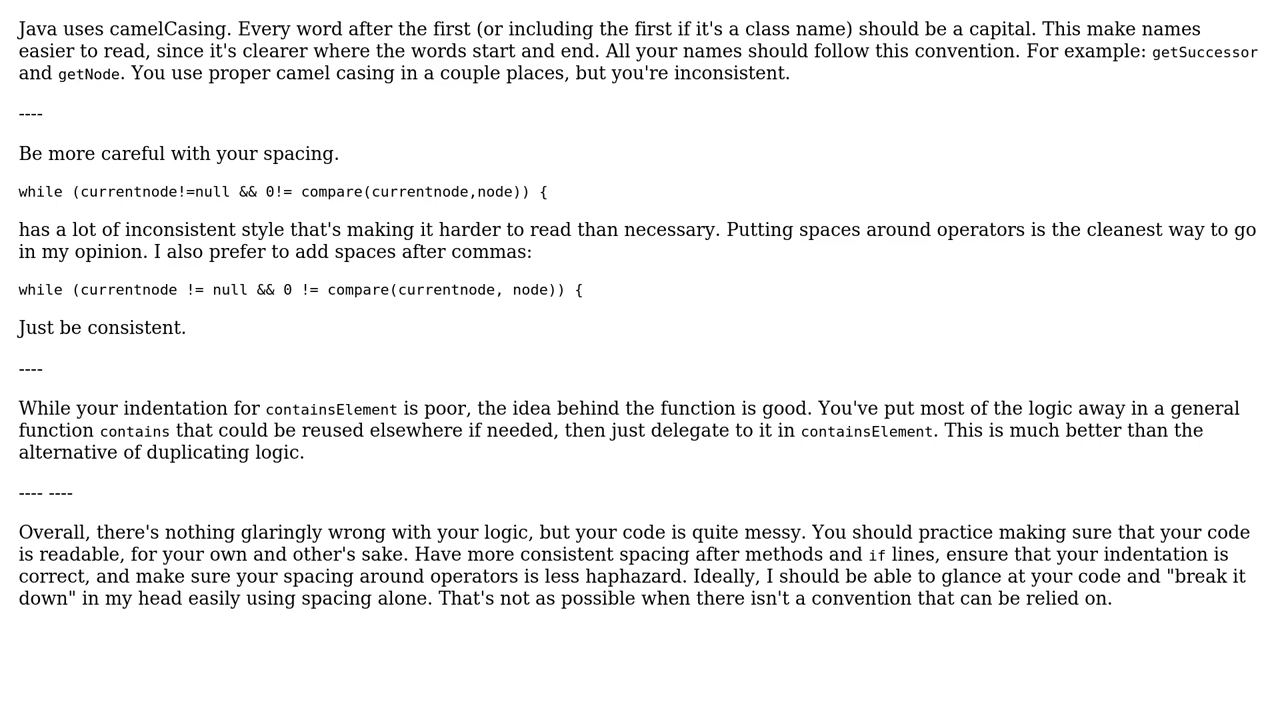 Java uses camelCasing. Every word after the first (or including the first if it's a class name) should be a capital. This make names
easier to read, since it's clearer where the words start and end. All your names should follow this convention. For example: getSuccessor
and getNode. You use proper camel casing in a couple places, but you're inconsistent.
----
Be more careful with your spacing.
while (currentnode!=null && 0!= compare(currentnode,node)) {
has a lot of inconsistent style that's making it harder to read than necessary. Putting spaces around operators is the cleanest way to go
in my opinion. I also prefer to add spaces after commas:
while (currentnode != null && 0 != compare(currentnode, node)) {
Just be consistent.
----
While your indentation for containsElement is poor, the idea behind the function is good. You've put most of the logic away in a general
function contains that could be reused elsewhere if needed, then just delegate to it in containsElement. This is much better than the
alternative of duplicating logic.
---- ----
Overall, there's nothing glaringly wrong with your logic, but your code is quite messy. You should practice making sure that your code
is readable, for your own and other's sake. Have more consistent spacing after methods and if lines, ensure that your indentation is
correct, and make sure your spacing around operators is less haphazard. Ideally, I should be able to glance at your code and "break it
down" in my head easily using spacing alone. That's not as possible when there isn't a convention that can be relied on.